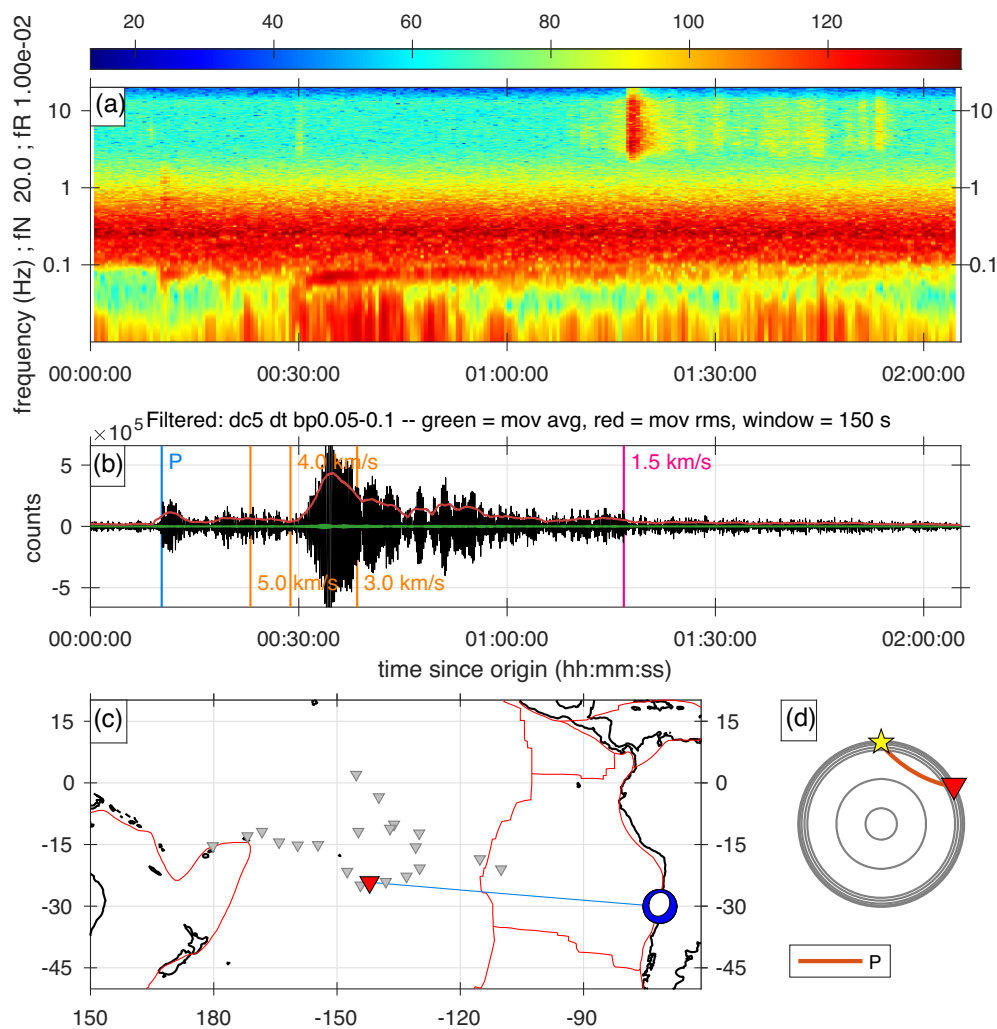 20 40 60 80 100 120
(a)
10 10
1 1
0.1 0.1
frequency (Hz) ; fN 20.0 ; fR 1.00e-02
00:00:00 00:30:00 01:00:00 01:30:00 02:00:00
Filtered: dc5 dt bp0.05-0.1 -- green = mov avg, red = mov rms, window = 150 s
× 10^5
(b)
P 4.0 km/s 1.5 km/s
5
0
-5
counts
5.0 km/s 3.0 km/s
00:00:00 00:30:00 01:00:00 01:30:00 02:00:00
time since origin (hh:mm:ss)
(c)
(d)
15 15
0 0
-15 -15
-30 -30
-45 -45
150 180 -150 -120 -90
P